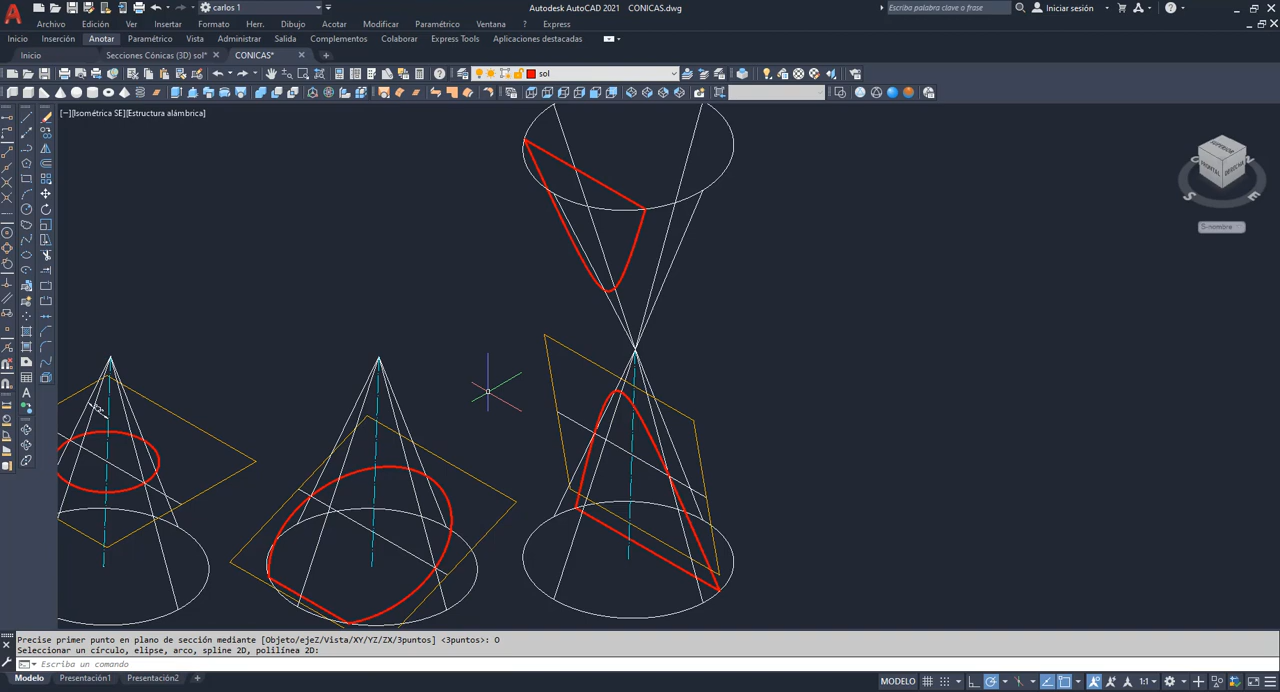 carlos 1
Autodesk AutoCAD 2021 CONICAS.dwg
Escriba palabra clave o frase
Iniciar sesión
Archivo Edición Ver Insertar Formato Herr. Dibujo Acotar Modificar Paramétrico Ventana ? Express
Inicio Inserción Anotar Paramétrico Vista Administrar Salida Complementos Colaborar Express Tools Aplicaciones destacadas
Inicio Secciones Cónicas (3D) sol* CONICAS*
sol
[−][Isométrica SE][Estructura alámbrica]
SUPERIOR
FRONTAL
S
E
S-nombre
Precise primer punto en plano de sección mediante [Objeto/ejeZ/Vista/XY/YZ/ZX/3puntos] <3puntos>: O
Seleccionar un círculo, elipse, arco, spline 2D, polilínea 2D:
Escriba un comando
Modelo Presentación1 Presentación2 +
MODELO
1:1